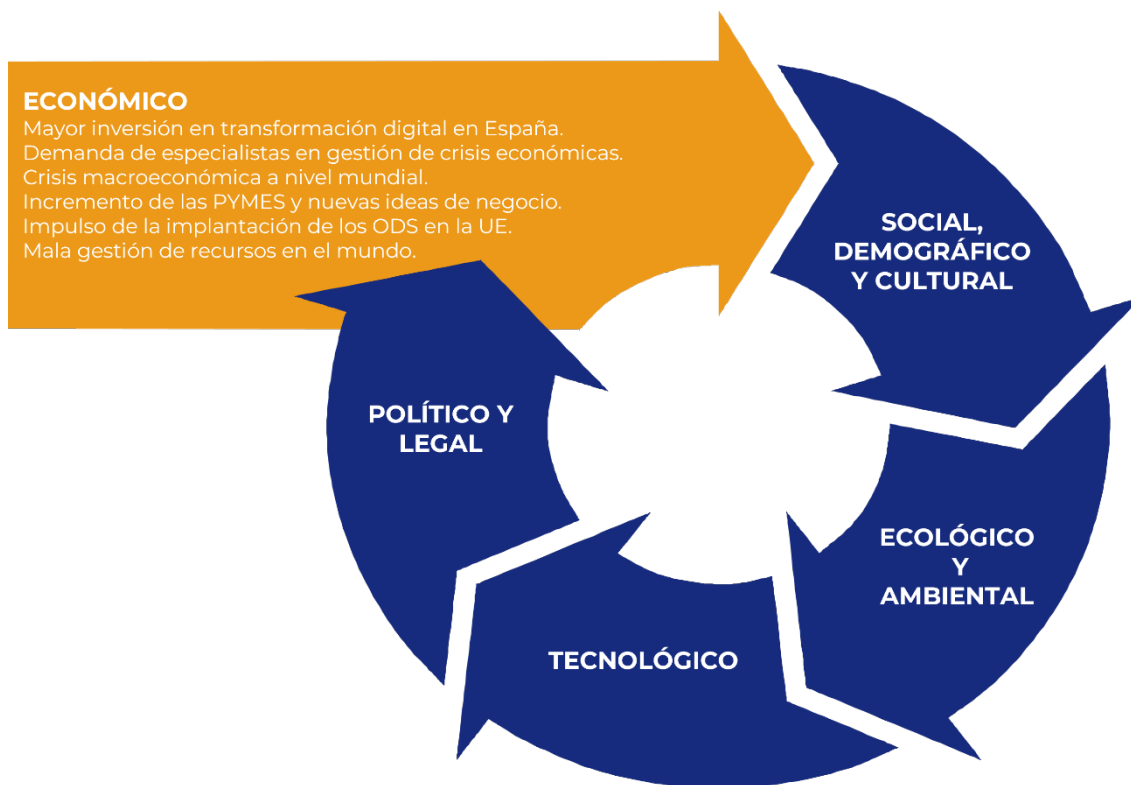 ECONÓMICO
Mayor inversión en transformación digital en España.
Demanda de especialistas en gestión de crisis económicas.
Crisis macroeconómica a nivel mundial.
Incremento de las PYMES y nuevas ideas de negocio.
Impulso de la implantación de los ODS en la UE.
Mala gestión de recursos en el mundo.
SOCIAL,
DEMOGRÁFICO
Y CULTURAL
ECOLÓGICO
Y
AMBIENTAL
TECNOLÓGICO
POLÍTICO Y
LEGAL